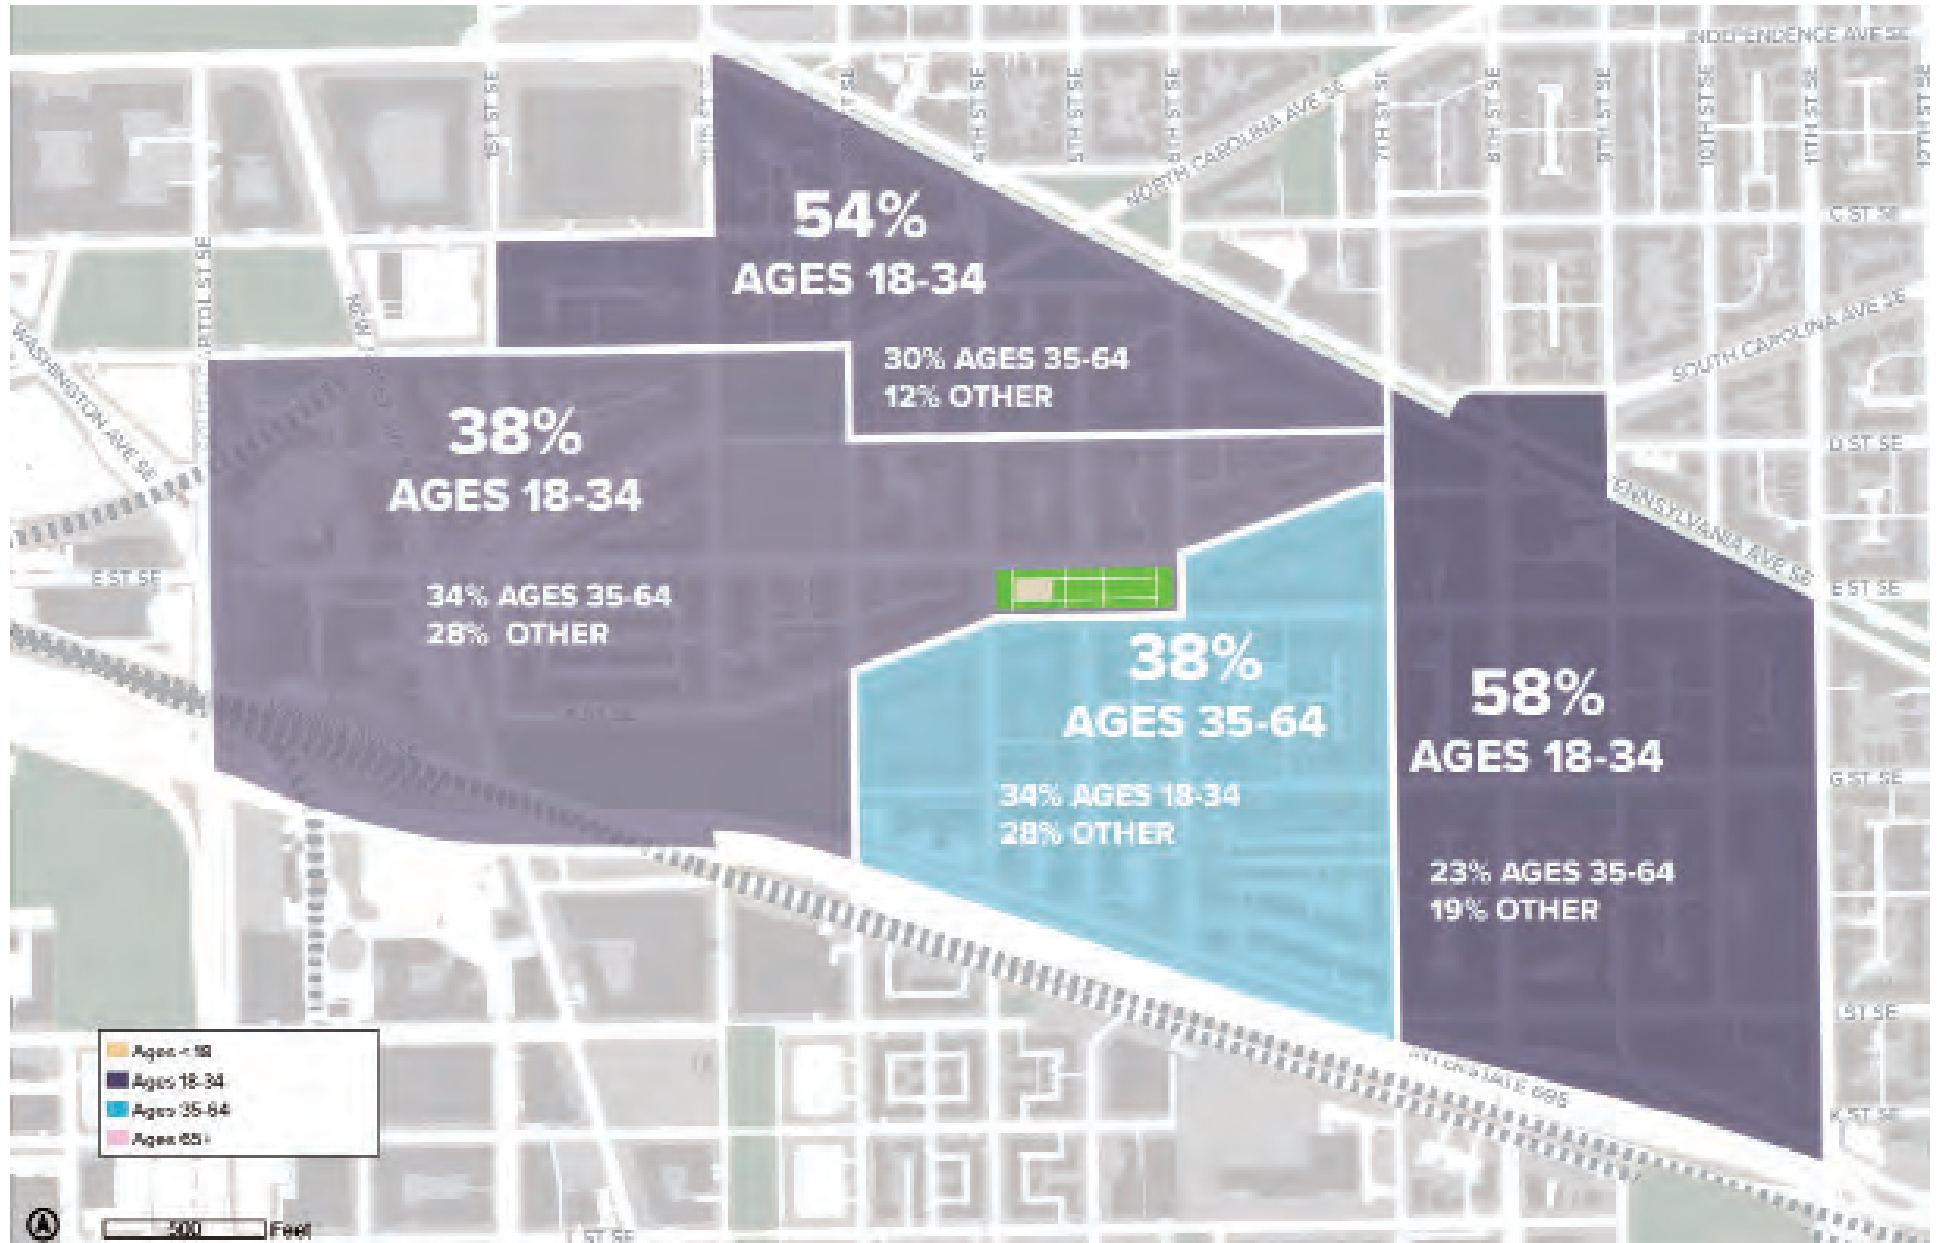 INDEPENDENCE AVE SE
1ST ST SE
4TH ST SE
5TH ST SE
6TH ST SE
7TH ST SE
8TH ST SE
9TH ST SE
10TH ST SE
11TH ST SE
12TH ST SE
NORTH CAROLINA AVE SE
C ST SE
54%
AGES 18-34
30% AGES 35-64
12% OTHER
SOUTH CAROLINA AVE SE
WASHINGTON AVE SE
38%
AGES 18-34
D ST SE
PENNSYLVANIA AVE SE
E ST SE
E ST SE
34% AGES 35-64
28% OTHER
38%
AGES 35-64
34% AGES 18-34
28% OTHER
58%
AGES 18-34
23% AGES 35-64
19% OTHER
G ST SE
I ST SE
K ST SE
INTERSTATE 695
Ages <18
Ages 18-34
Ages 35-64
Ages 65+
A
500 Feet